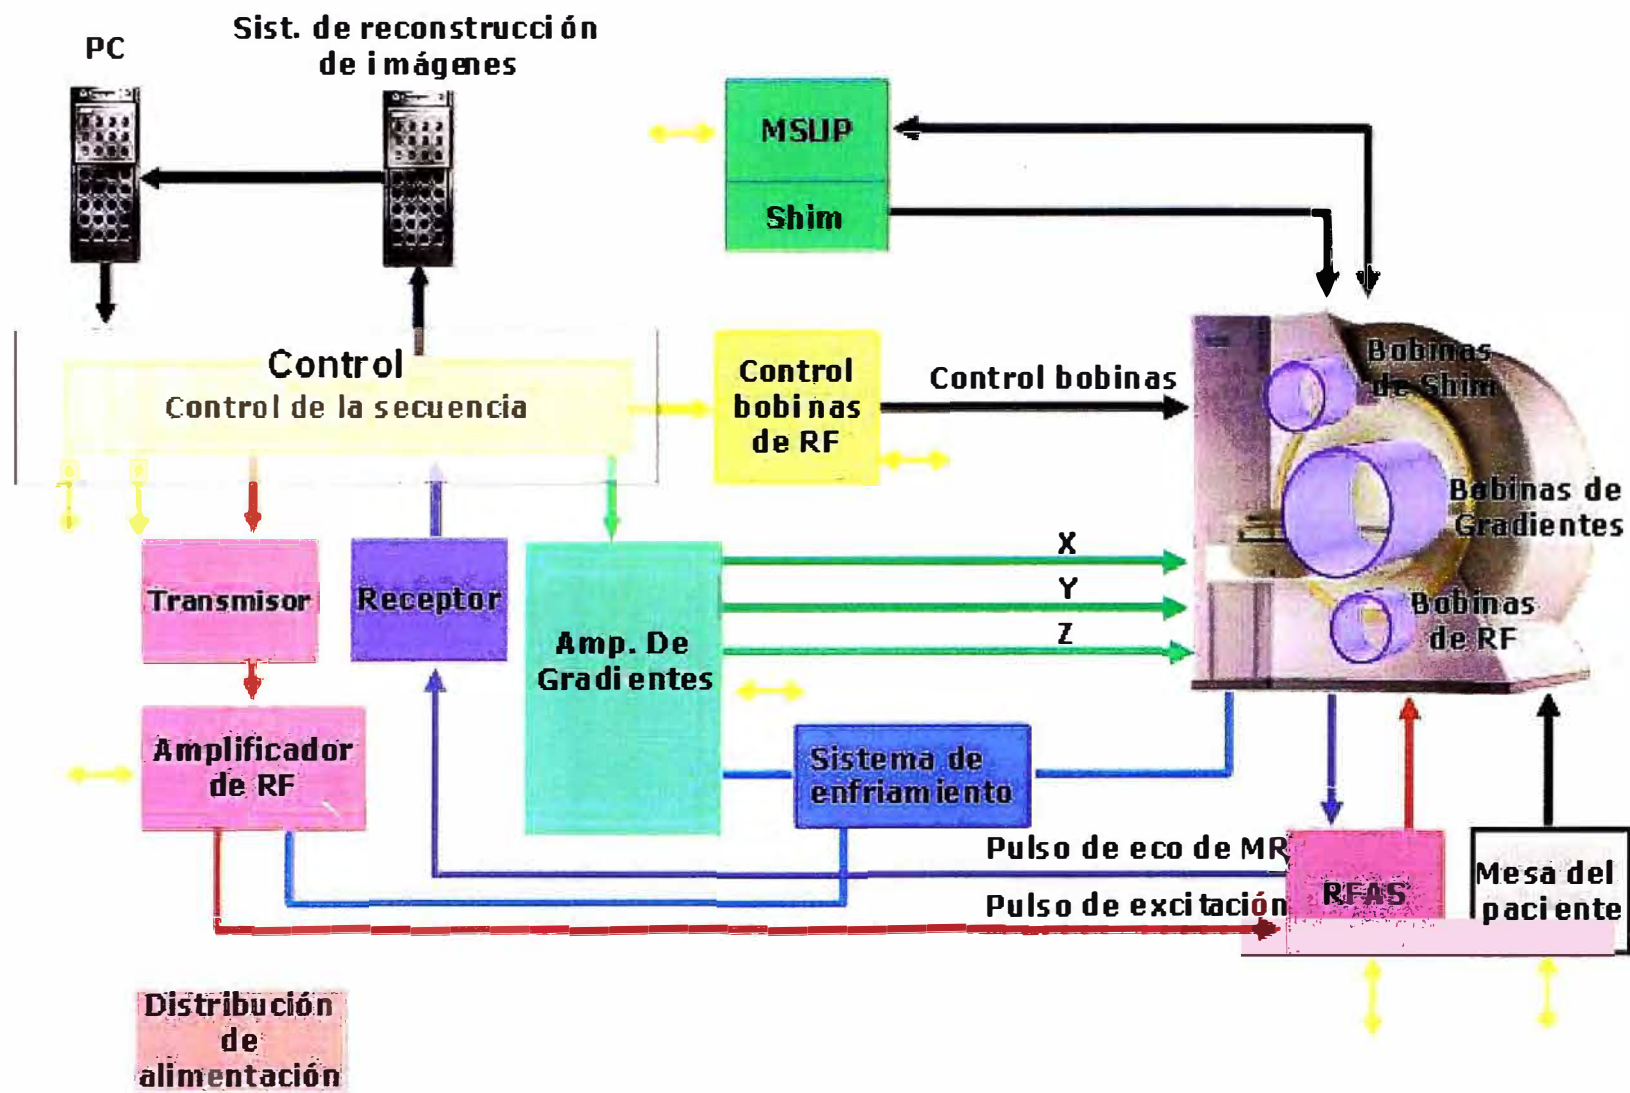 PC
Sist. de reconstrucción
de imágenes
MSUP
Shim
Control
Control de la secuencia
Control
bobinas
de RF
Control bobinas
Bobinas
de Shim
Bobinas de
Gradientes
Bobinas
de RF
Transmisor
Receptor
Amp. De
Gradientes
X
Y
Z
Amplificador
de RF
Sistema de
enfriamiento
Pulso de eco de MR
Pulso de excitación
RFAS
Mesa del
paciente
Distribución
de
alimentación